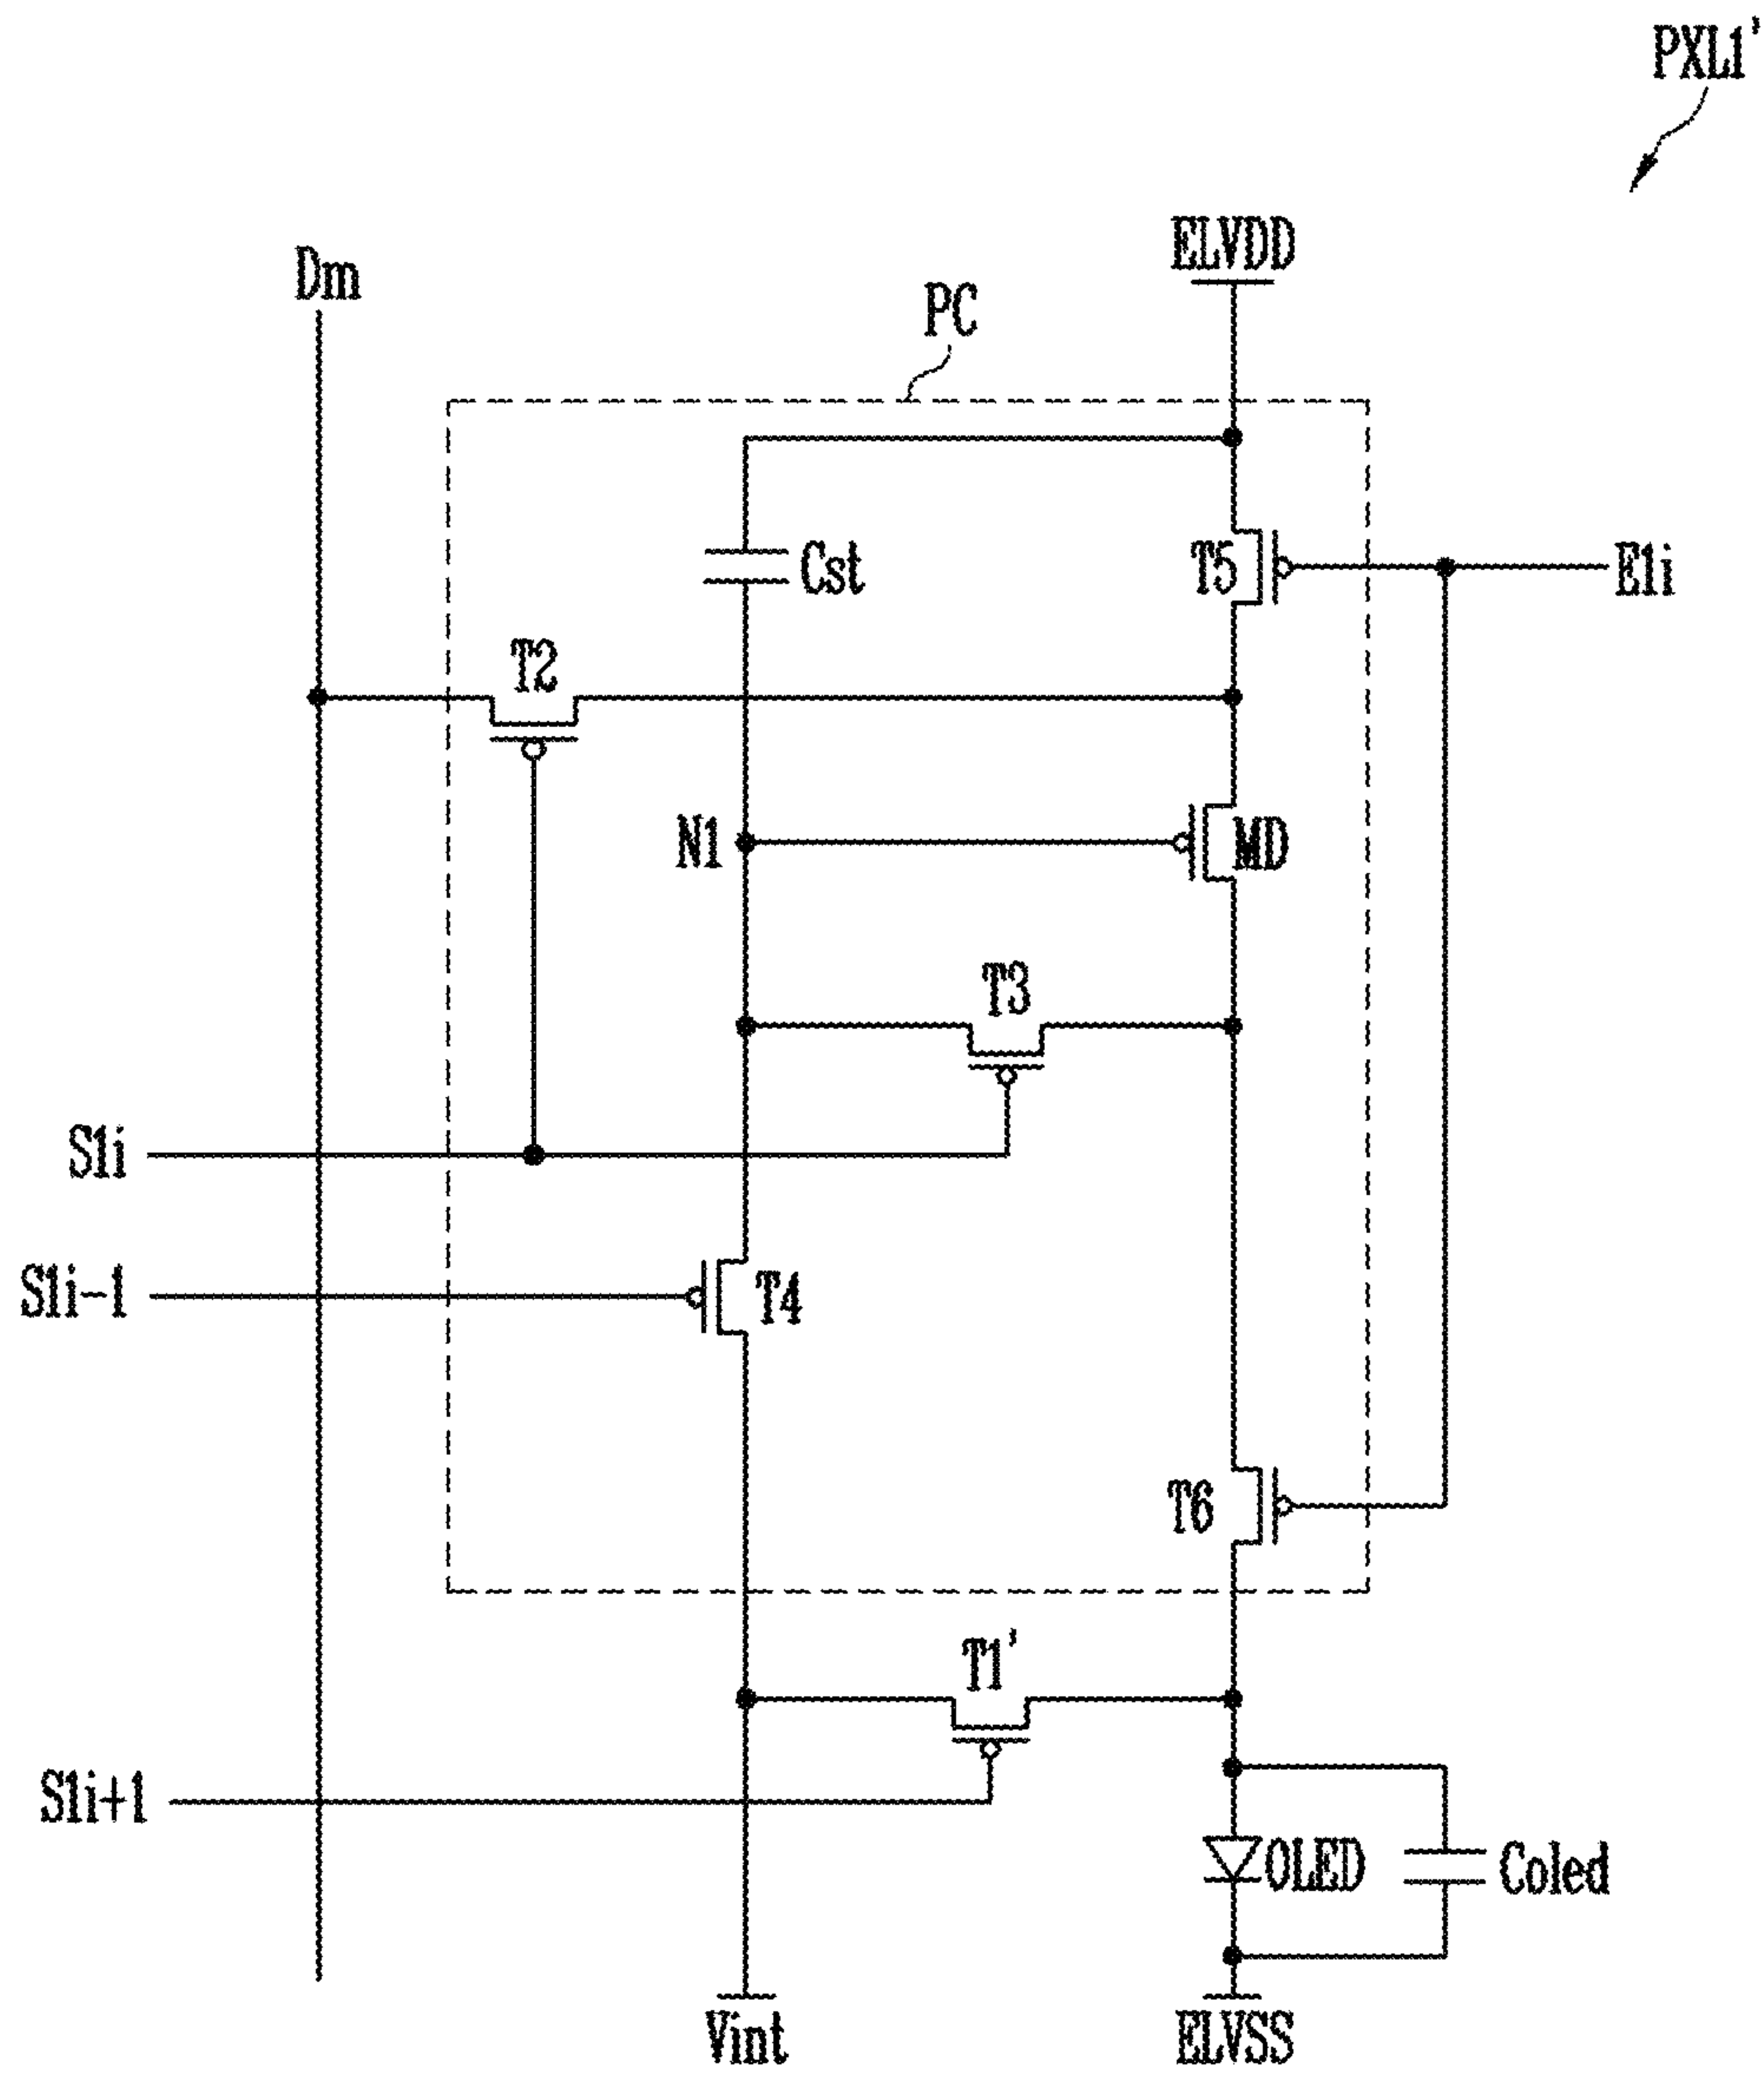 PXL1'
ELVDD
Dm
PC
Cst
T5
E1i
T2
N1
MD
T3
S1i
S1i-1
T4
T6
T1'
S1i+1
OLED
Coled
Vint
ELVSS